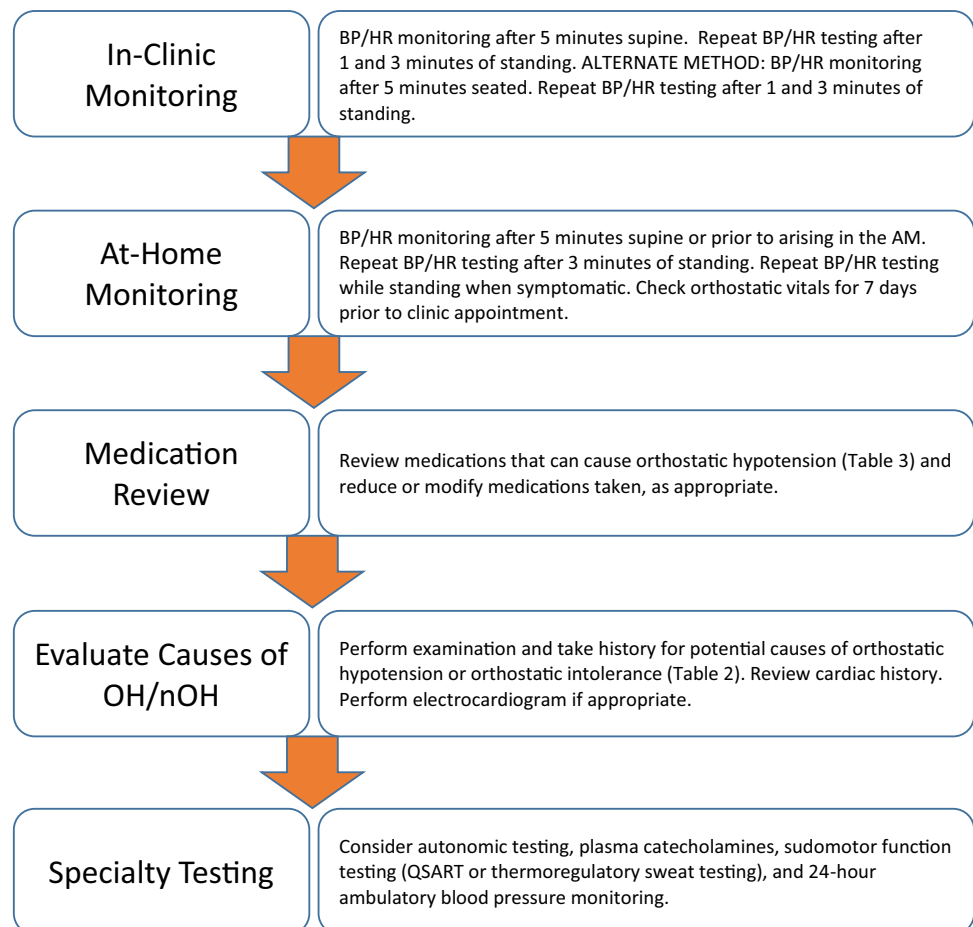 In-Clinic
Monitoring
BP/HR monitoring after 5 minutes supine.  Repeat BP/HR testing after
1 and 3 minutes of standing. ALTERNATE METHOD: BP/HR monitoring
after 5 minutes seated. Repeat BP/HR testing after 1 and 3 minutes of
standing.
At-Home
Monitoring
BP/HR monitoring after 5 minutes supine or prior to arising in the AM.
Repeat BP/HR testing after 3 minutes of standing. Repeat BP/HR testing
while standing when symptomatic. Check orthostatic vitals for 7 days
prior to clinic appointment.
Medication
Review
Review medications that can cause orthostatic hypotension (Table 3) and
reduce or modify medications taken, as appropriate.
Evaluate Causes of
OH/nOH
Perform examination and take history for potential causes of orthostatic
hypotension or orthostatic intolerance (Table 2). Review cardiac history.
Perform electrocardiogram if appropriate.
Specialty Testing
Consider autonomic testing, plasma catecholamines, sudomotor function
testing (QSART or thermoregulatory sweat testing), and 24-hour
ambulatory blood pressure monitoring.